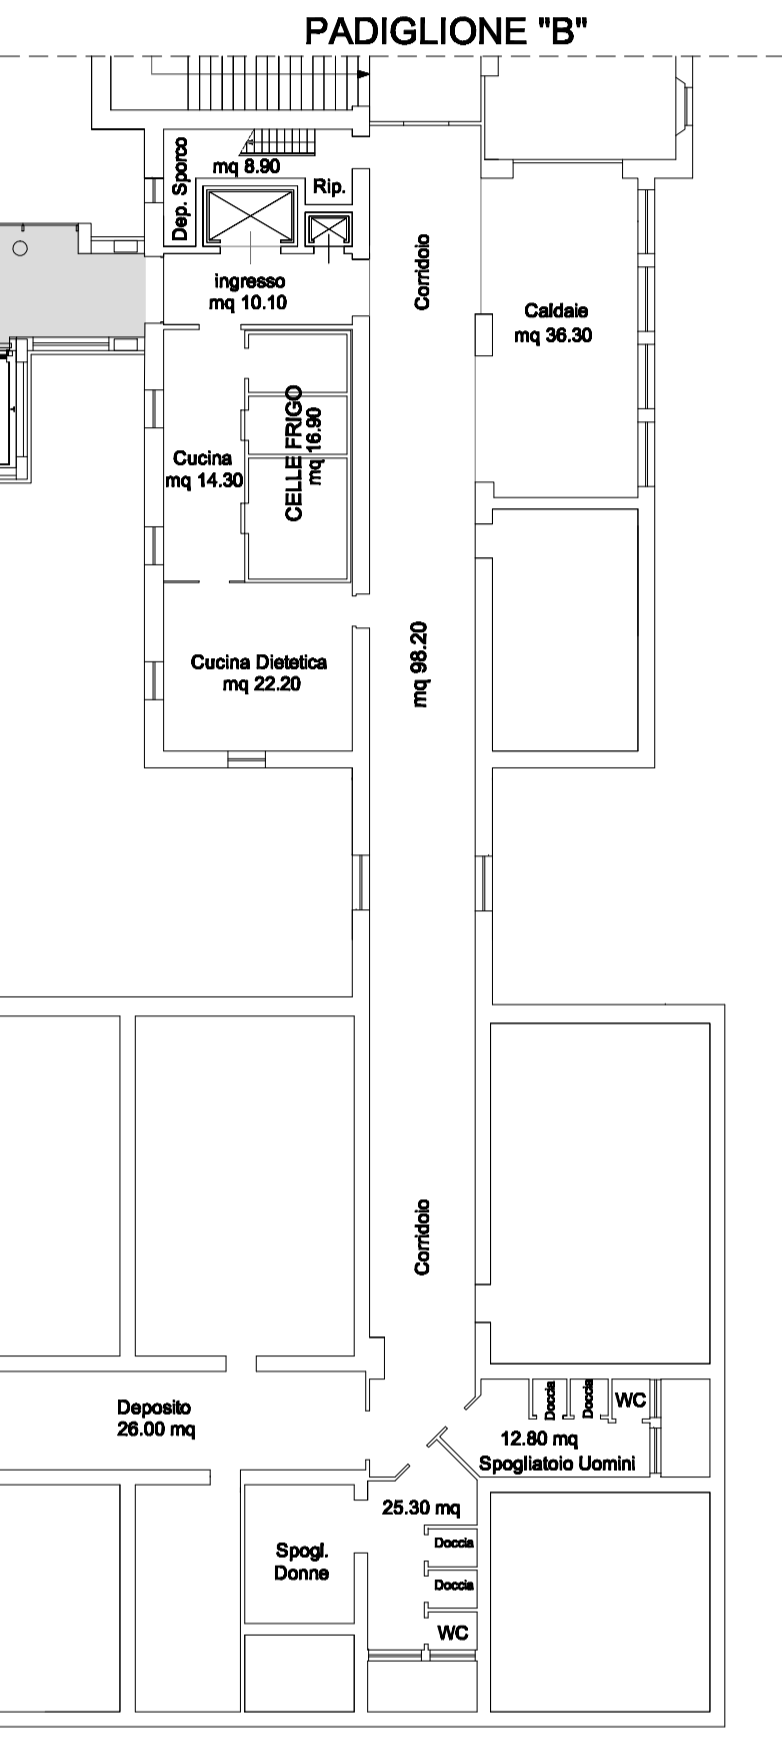 PADIGLIONE "B"
Dep. Sporco
mq 8.90
Rip.
ingresso
mq 10.10
Corridoio
Caldaie
mq 36.30
Cucina
mq 14.30
CELLE FRIGO
mq 16.90
Cucina Dietetica
mq 22.20
mq 98.20
Corridoio
Deposito
26.00 mq
Doccia
Doccia
WC
12.80 mq
Spogliatoio Uomini
25.30 mq
Spogl.
Donne
Doccia
Doccia
WC